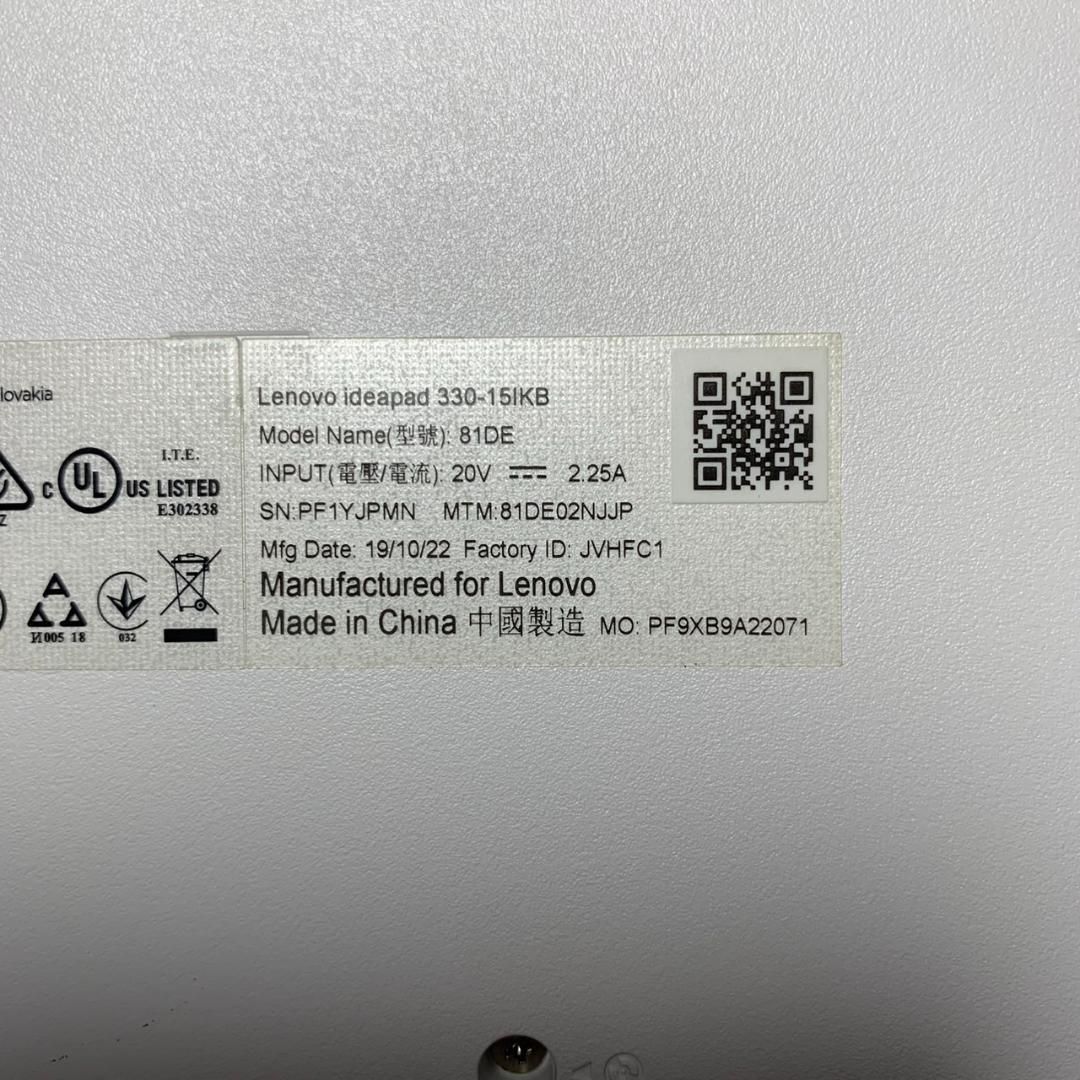 lovakia
I.T.E.
C UL US LISTED
E302338
Z
И005 18
032
Lenovo ideapad 330-15IKB
Model Name(型號): 81DE
INPUT(電壓/電流): 20V ⎓ 2.25A
SN:PF1YJPMN MTM:81DE02NJJP
Mfg Date: 19/10/22 Factory ID: JVHFC1
Manufactured for Lenovo
Made in China 中國製造 MO: PF9XB9A22071